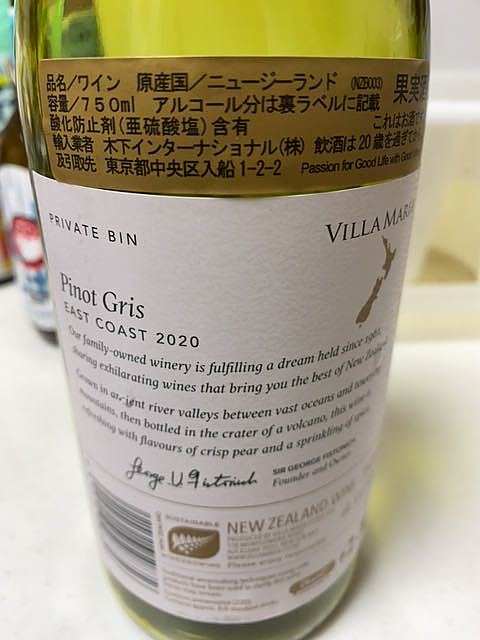 品名／ワイン 原産国／ニュージーランド (NZB003) 果実酒
容量／750ml アルコール分は裏ラベルに記載
酸化防止剤(亜硫酸塩)含有 これはお酒です
輸入業者 木下インターナショナル(株) 飲酒は20歳を過ぎてか
及引取先 東京都中央区入船1-2-2 Passion for Good Life with Good
PRIVATE BIN
VILLA MARIA
Pinot Gris
EAST COAST 2020
Our family-owned winery is fulfilling a dream held since 1961,
sharing exhilarating wines that bring you the best of New Zealand.
Grown in ancient river valleys between vast oceans and towering
mountains, then bottled in the crater of a volcano, this wine is
refreshing with flavours of crisp pear and a sprinkling of spice.
George V. Fistonich
SIR GEORGE FISTONICH
Founder and Owner
SUSTAINABLE
WINEGROWING
NEW ZEALAND WINE